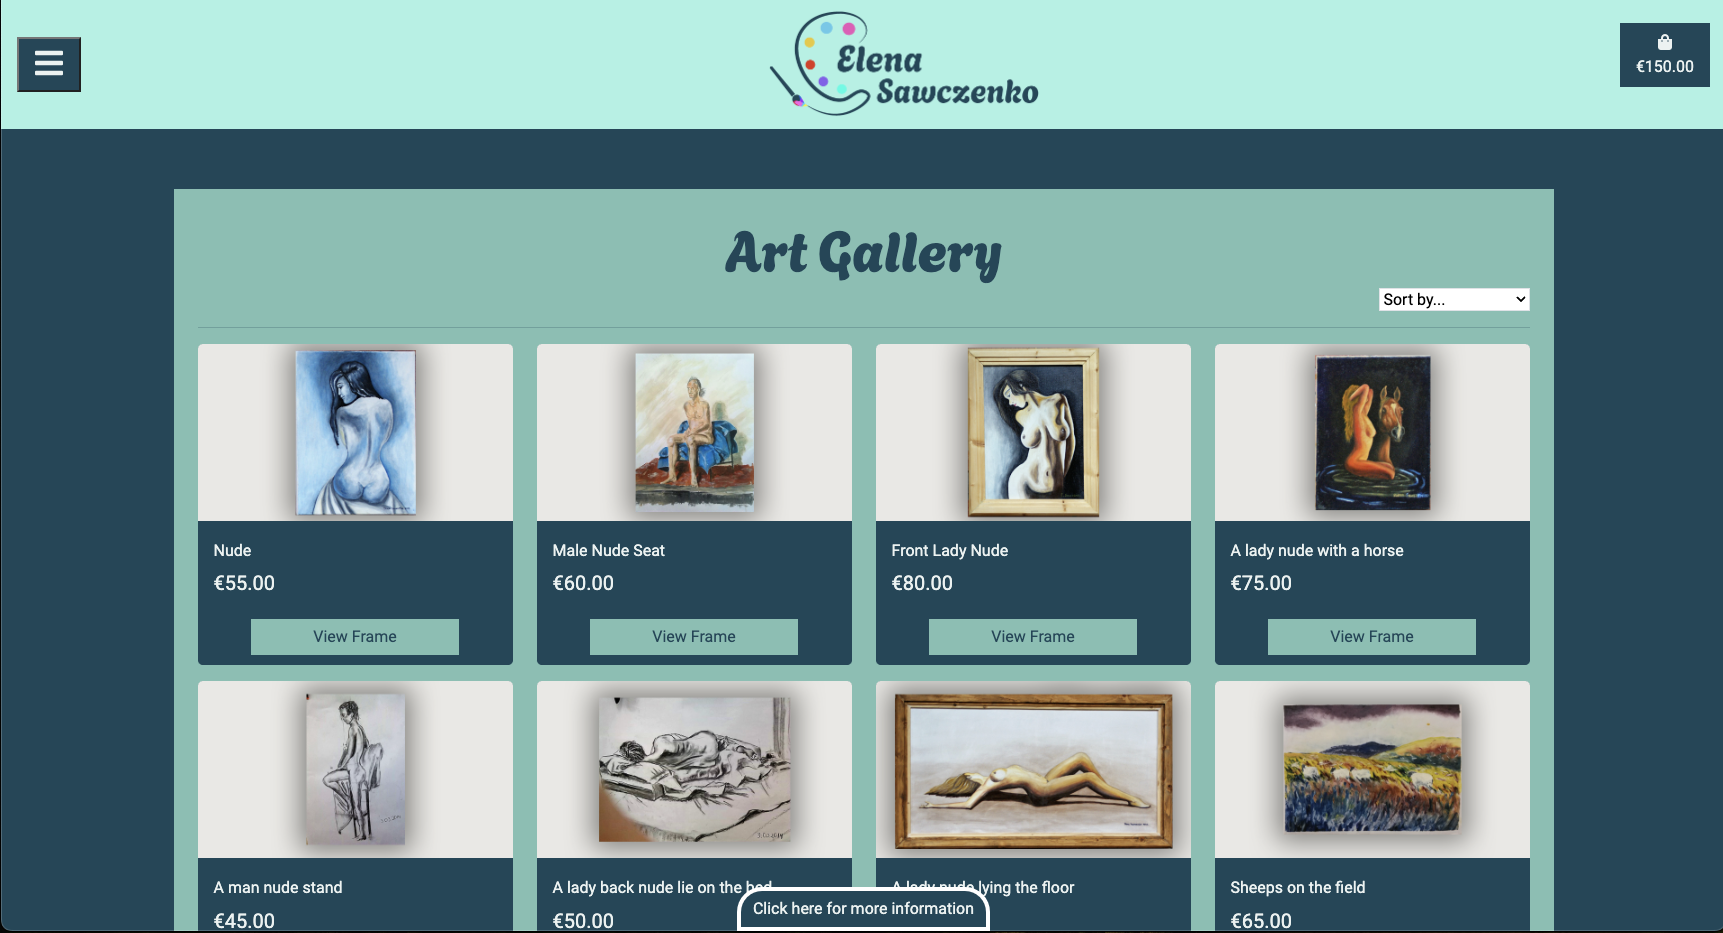 Elena
Sawczenko
€150.00
Art Gallery
Sort by...
Nude
€55.00
View Frame
Male Nude Seat
€60.00
View Frame
Front Lady Nude
€80.00
View Frame
A lady nude with a horse
€75.00
View Frame
A man nude stand
€45.00
A lady back nude lie on the bed
€50.00
A lady nude lying the floor
Sheeps on the field
€65.00
Click here for more information